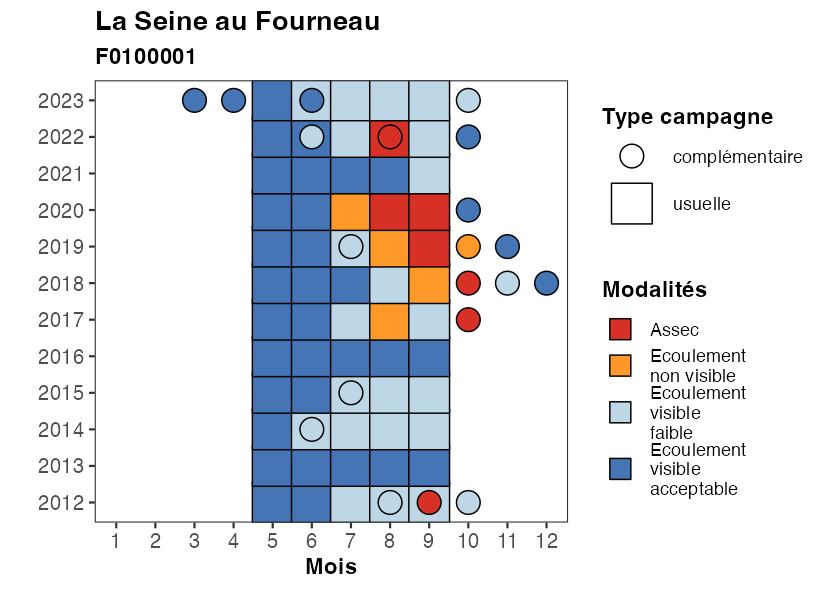 La Seine au Fourneau
F0100001
2023
2022
2021
2020
2019
2018
2017
2016
2015
2014
2013
2012
1 2 3 4 5 6 7 8 9 10 11 12
Mois
Type campagne
complémentaire
usuelle
Modalités
Assec
Ecoulement
non visible
Ecoulement
visible
faible
Ecoulement
visible
acceptable